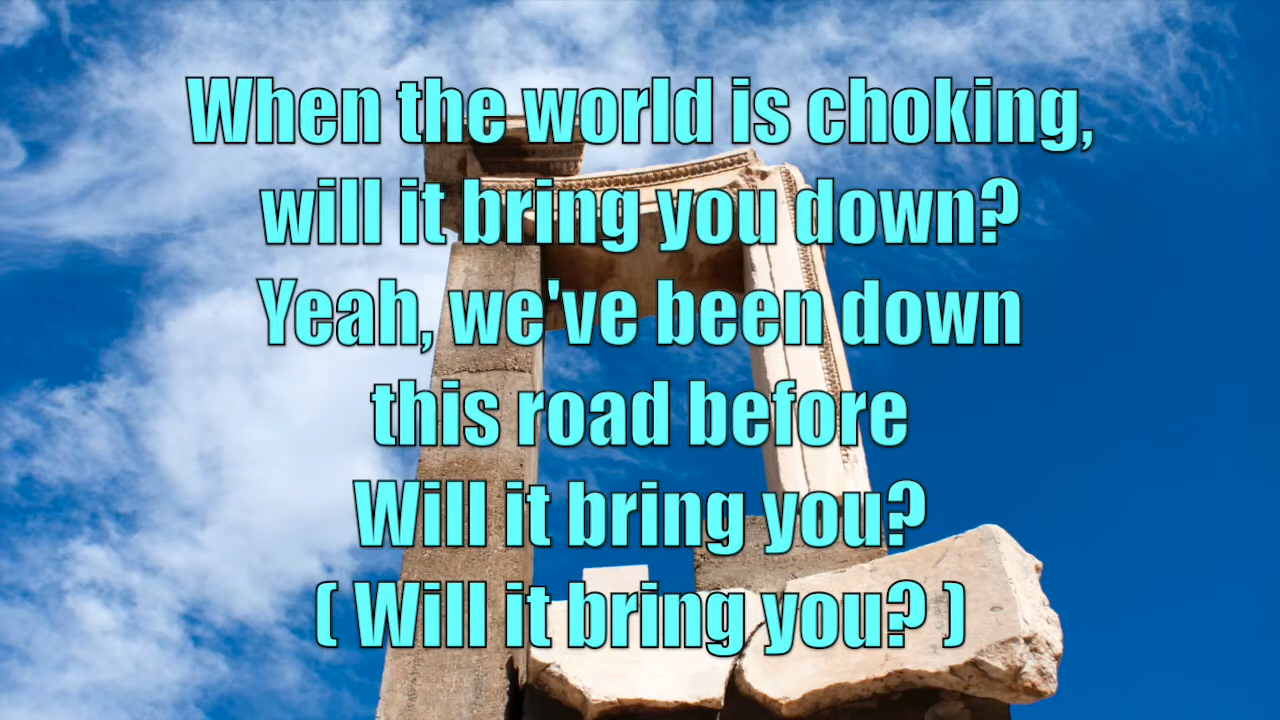 When the world is choking,
will it bring you down?
Yeah, we've been down
this road before
Will it bring you?
( Will it bring you? )